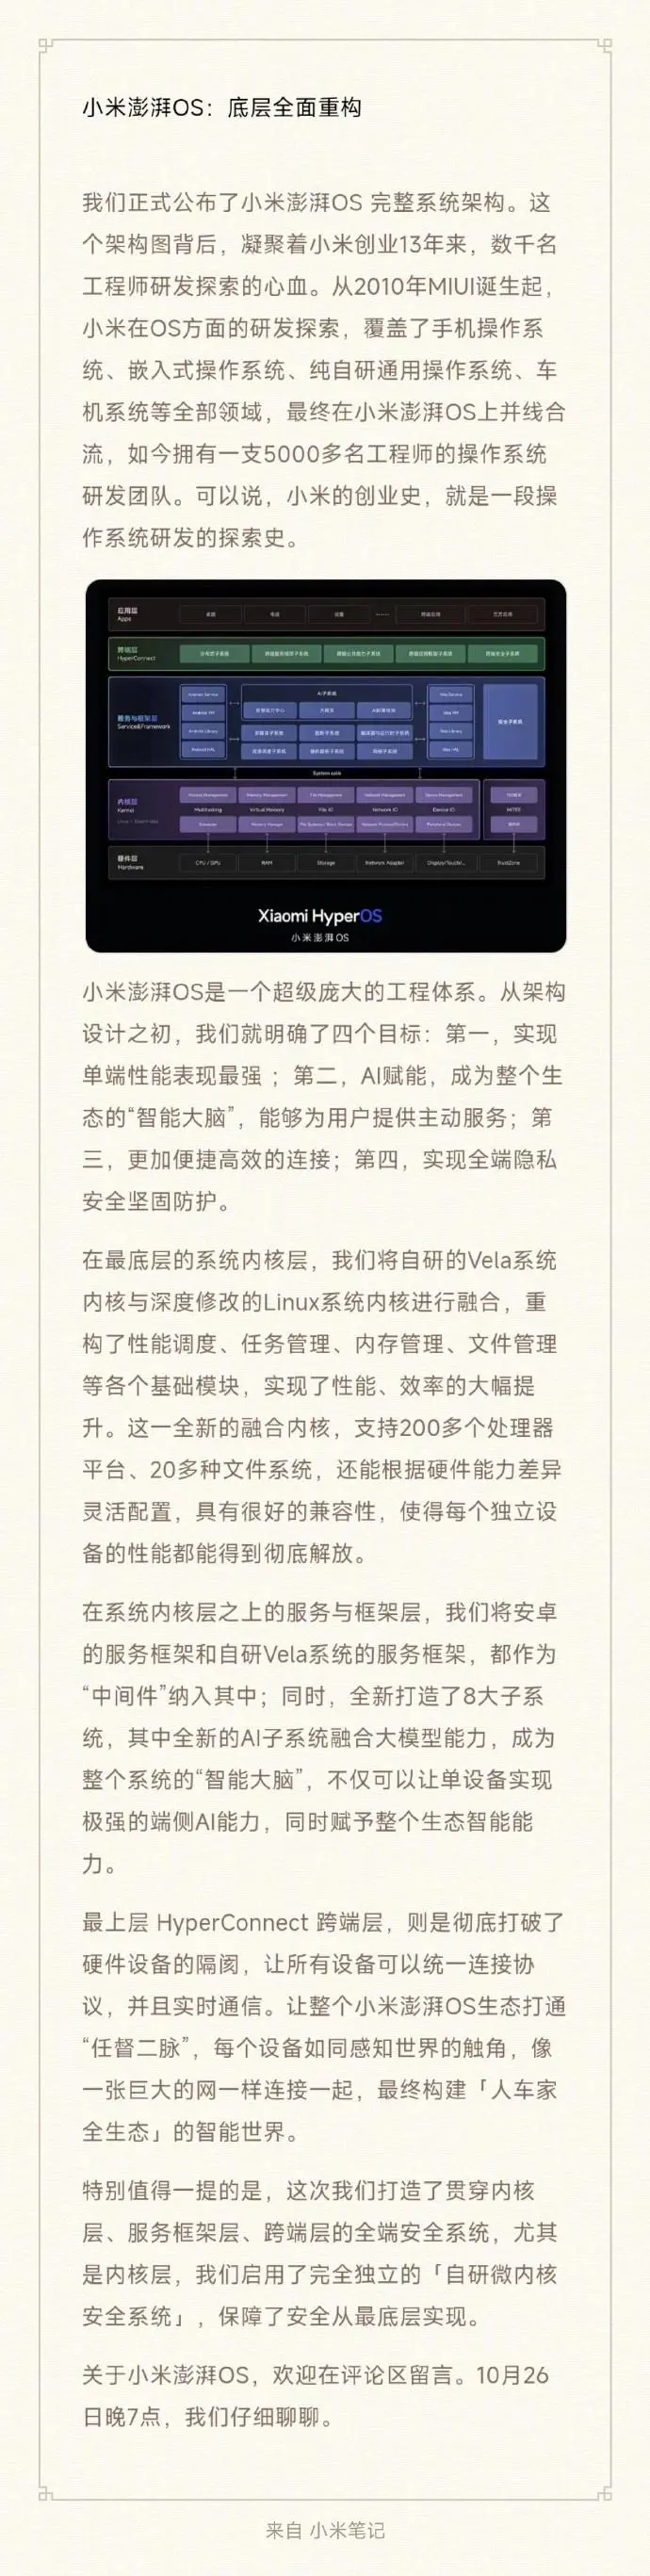 小米澎湃OS：底层全面重构
我们正式公布了小米澎湃OS 完整系统架构。这
个架构图背后，凝聚着小米创业13年来，数千名
工程师研发探索的心血。从2010年MIUI诞生起，
小米在OS方面的研发探索，覆盖了手机操作系
统、嵌入式操作系统、纯自研通用操作系统、车
机系统等全部领域，最终在小米澎湃OS上并线合
流，如今拥有一支5000多名工程师的操作系统
研发团队。可以说，小米的创业史，就是一段操
作系统研发的探索史。
应用层
Apps
跨端层
HyperConnect
AI子系统
服务与框架层
Service&Framework
System calls
内核层
Kernel
Multitasking
Virtual Memory
File IO
Network IO
Device IO
MiTEE
硬件层
Hardware
CPU / GPU
RAM
Storage
Network Adapter
TrustZone
Xiaomi HyperOS
小米澎湃OS
小米澎湃OS是一个超级庞大的工程体系。从架构
设计之初，我们就明确了四个目标：第一，实现
单端性能表现最强 ；第二，AI赋能，成为整个生
态的“智能大脑”，能够为用户提供主动服务；第
三，更加便捷高效的连接；第四，实现全端隐私
安全坚固防护。
在最底层的系统内核层，我们将自研的Vela系统
内核与深度修改的Linux系统内核进行融合，重
构了性能调度、任务管理、内存管理、文件管理
等各个基础模块，实现了性能、效率的大幅提
升。这一全新的融合内核，支持200多个处理器
平台、20多种文件系统，还能根据硬件能力差异
灵活配置，具有很好的兼容性，使得每个独立设
备的性能都能得到彻底解放。
在系统内核层之上的服务与框架层，我们将安卓
的服务框架和自研Vela系统的服务框架，都作为
“中间件”纳入其中；同时，全新打造了8大子系
统，其中全新的AI子系统融合大模型能力，成为
整个系统的“智能大脑”，不仅可以让单设备实现
极强的端侧AI能力，同时赋予整个生态智能能
力。
最上层 HyperConnect 跨端层，则是彻底打破了
硬件设备的隔阂，让所有设备可以统一连接协
议，并且实时通信。让整个小米澎湃OS生态打通
“任督二脉”，每个设备如同感知世界的触角，像
一张巨大的网一样连接一起，最终构建「人车家
全生态」的智能世界。
特别值得一提的是，这次我们打造了贯穿内核
层、服务框架层、跨端层的全端安全系统，尤其
是内核层，我们启用了完全独立的「自研微内核
安全系统」，保障了安全从最底层实现。
关于小米澎湃OS，欢迎在评论区留言。10月26
日晚7点，我们仔细聊聊。
来自 小米笔记